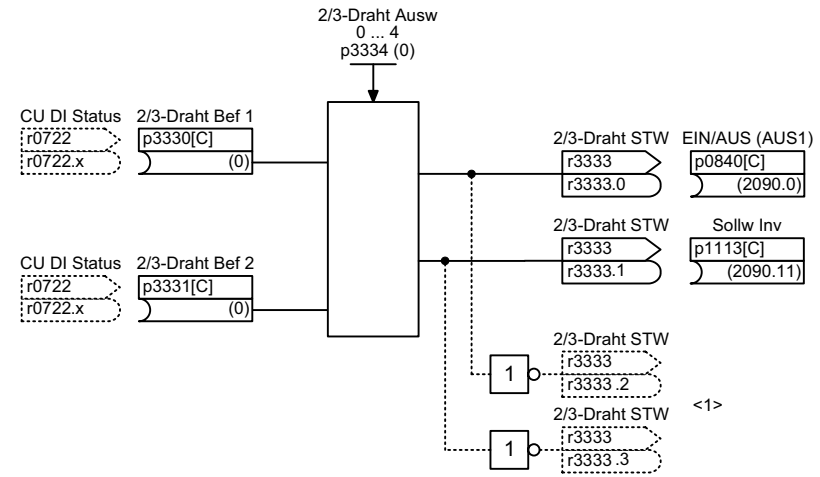 2/3-Draht Ausw
0 ... 4
p3334 (0)
CU DI Status
r0722
r0722.x
2/3-Draht Bef 1
p3330[C]
(0)
2/3-Draht STW
r3333
r3333.0
EIN/AUS (AUS1)
p0840[C]
(2090.0)
2/3-Draht STW
r3333
r3333.1
Sollw Inv
p1113[C]
(2090.11)
CU DI Status
r0722
r0722.x
2/3-Draht Bef 2
p3331[C]
(0)
1
2/3-Draht STW
r3333
r3333 .2
<1>
1
2/3-Draht STW
r3333
r3333 .3